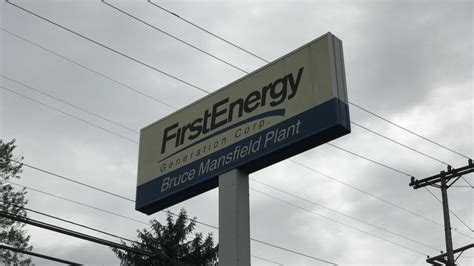 FirstEnergy
Generation Corp.
Bruce Mansfield Plant